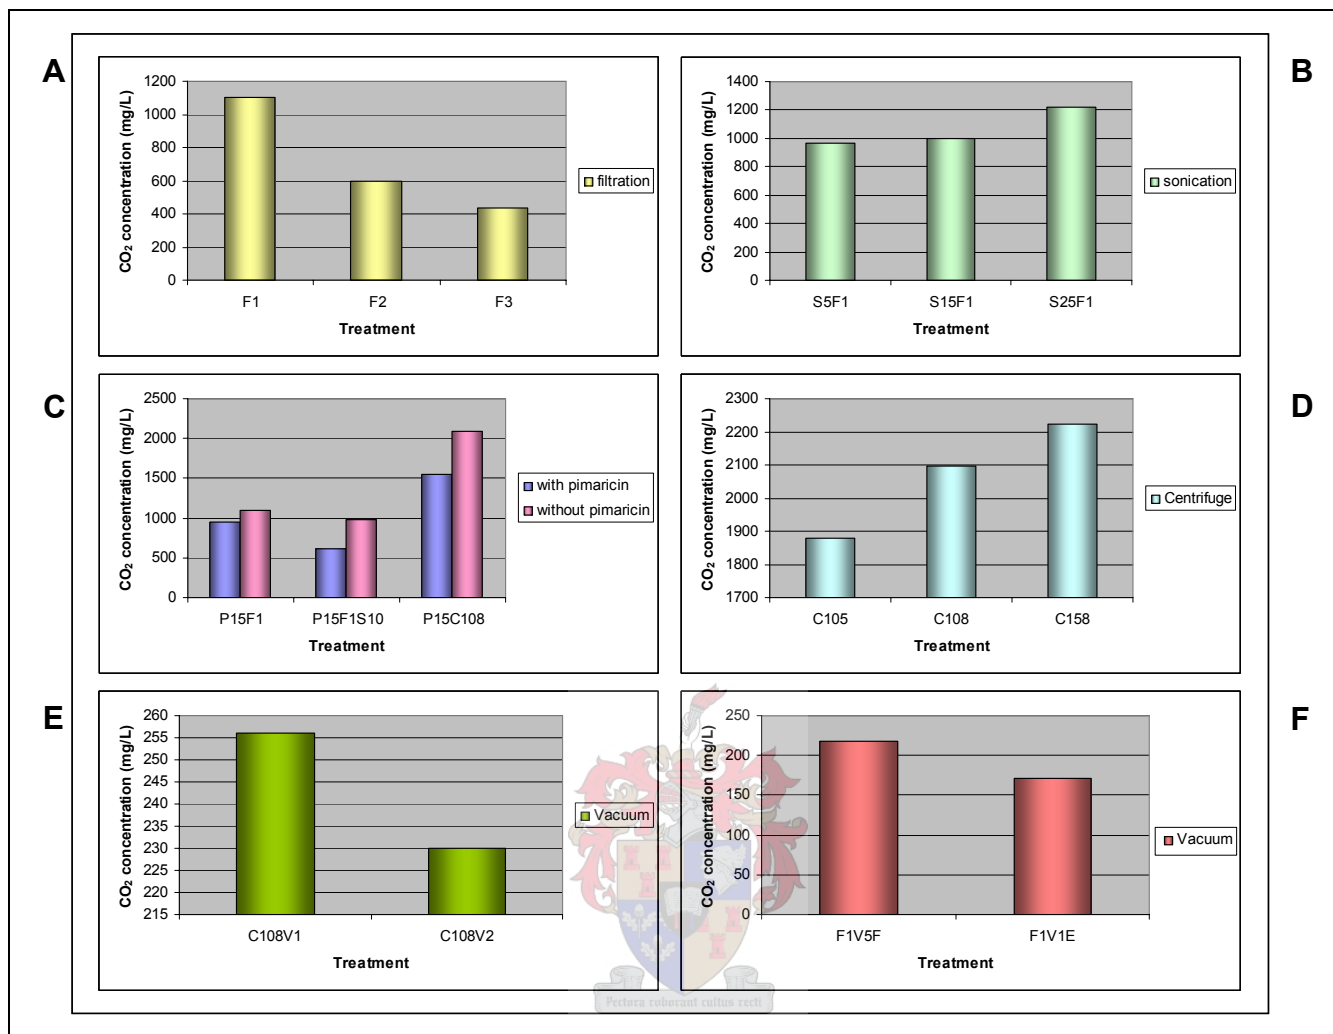 A
CO₂ concentration (mg/L)
1200
1000
800
600
400
200
0
F1 F2 F3
Treatment
filtration
B
CO₂ concentration (mg/L)
1400
1200
1000
800
600
400
200
0
S5F1 S15F1 S25F1
Treatment
sonication
C
CO₂ concentration (mg/L)
2500
2000
1500
1000
500
0
P15F1 P15F1S10 P15C108
Treatment
with pimaricin
without pimaricin
D
CO₂ concentration (mg/L)
2300
2200
2100
2000
1900
1800
1700
C105 C108 C158
Treatment
Centrifuge
E
CO₂ concentration (mg/L)
260
255
250
245
240
235
230
225
220
215
C108V1 C108V2
Treatment
Vacuum
F
CO₂ concentration (mg/L)
250
200
150
100
50
0
F1V5F F1V1E
Treatment
Vacuum
Pectora roborant cultus recti